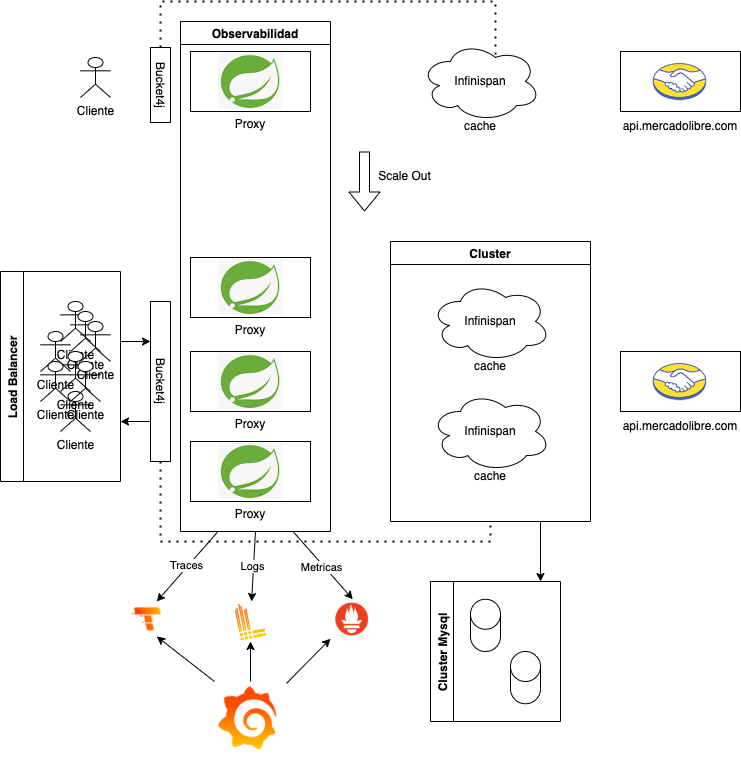 Observabilidad
Bucket4j
Cliente
Proxy
Infinispan
cache
api.mercadolibre.com
Scale Out
Cluster
Load Balancer
Cliente
Cliente
Cliente
Cliente
Cliente
Cliente
Cliente
Cliente
Bucket4j
Proxy
Proxy
Proxy
Infinispan
cache
Infinispan
cache
api.mercadolibre.com
Traces
Logs
Metricas
Cluster Mysql